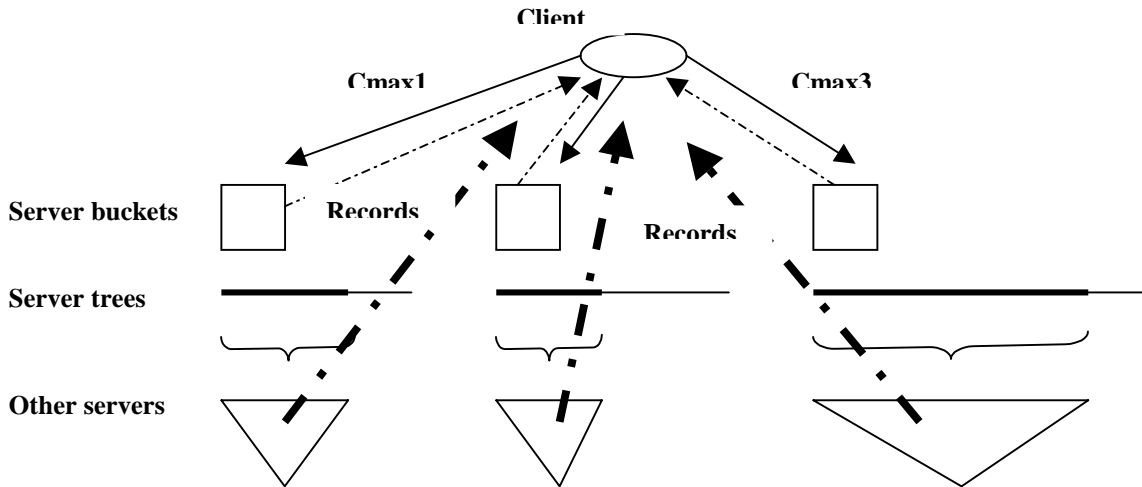 Client
Cmax1
Cmax3
Server buckets
Records
Records
Server trees
Other servers